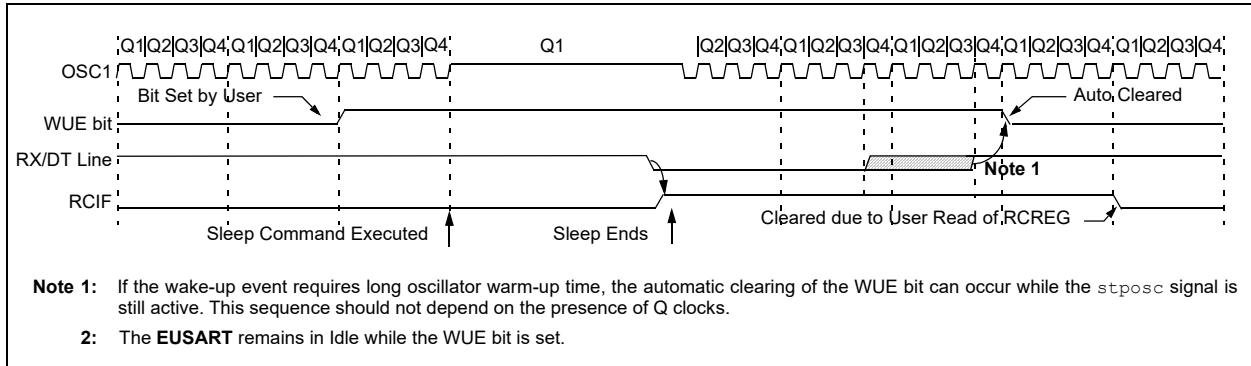 Q1|Q2|Q3|Q4|Q1|Q2|Q3|Q4|Q1|Q2|Q3|Q4 Q1 Q2|Q3|Q4|Q1|Q2|Q3|Q4|Q1|Q2|Q3|Q4|Q1|Q2|Q3|Q4|Q1|Q2|Q3|Q4
OSC1
Bit Set by User
Auto Cleared
WUE bit
RX/DT Line
Note 1
RCIF
Cleared due to User Read of RCREG
Sleep Command Executed
Sleep Ends
Note 1: If the wake-up event requires long oscillator warm-up time, the automatic clearing of the WUE bit can occur while the stposc signal is
still active. This sequence should not depend on the presence of Q clocks.
2: The EUSART remains in Idle while the WUE bit is set.